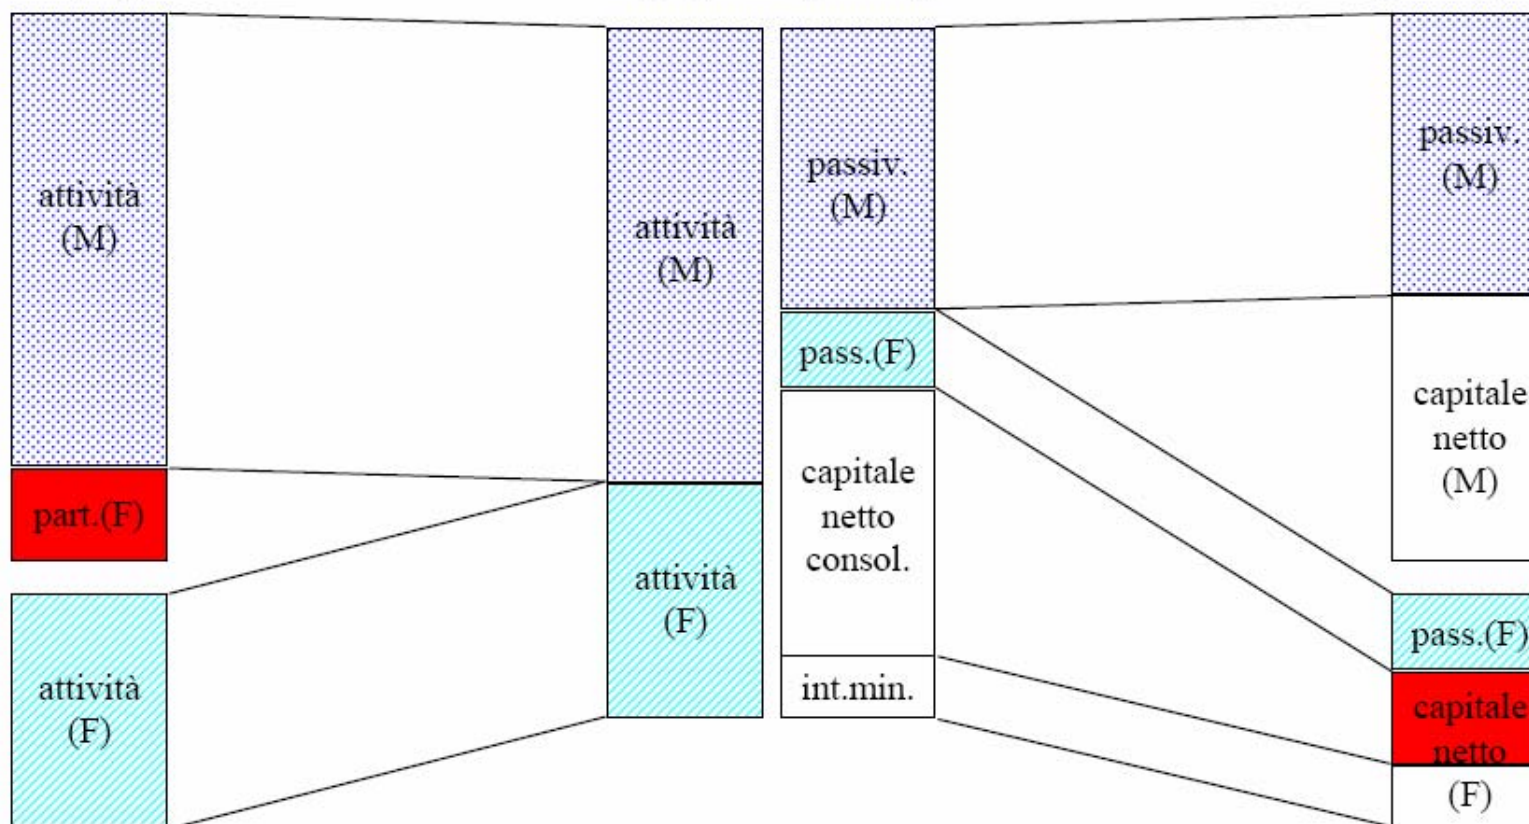 attività
(M)
part.(F)
attività
(F)
attività
(M)
attività
(F)
passiv.
(M)
pass.(F)
capitale
netto
consol.
int.min.
passiv.
(M)
capitale
netto
(M)
pass.(F)
capitale
netto
(F)